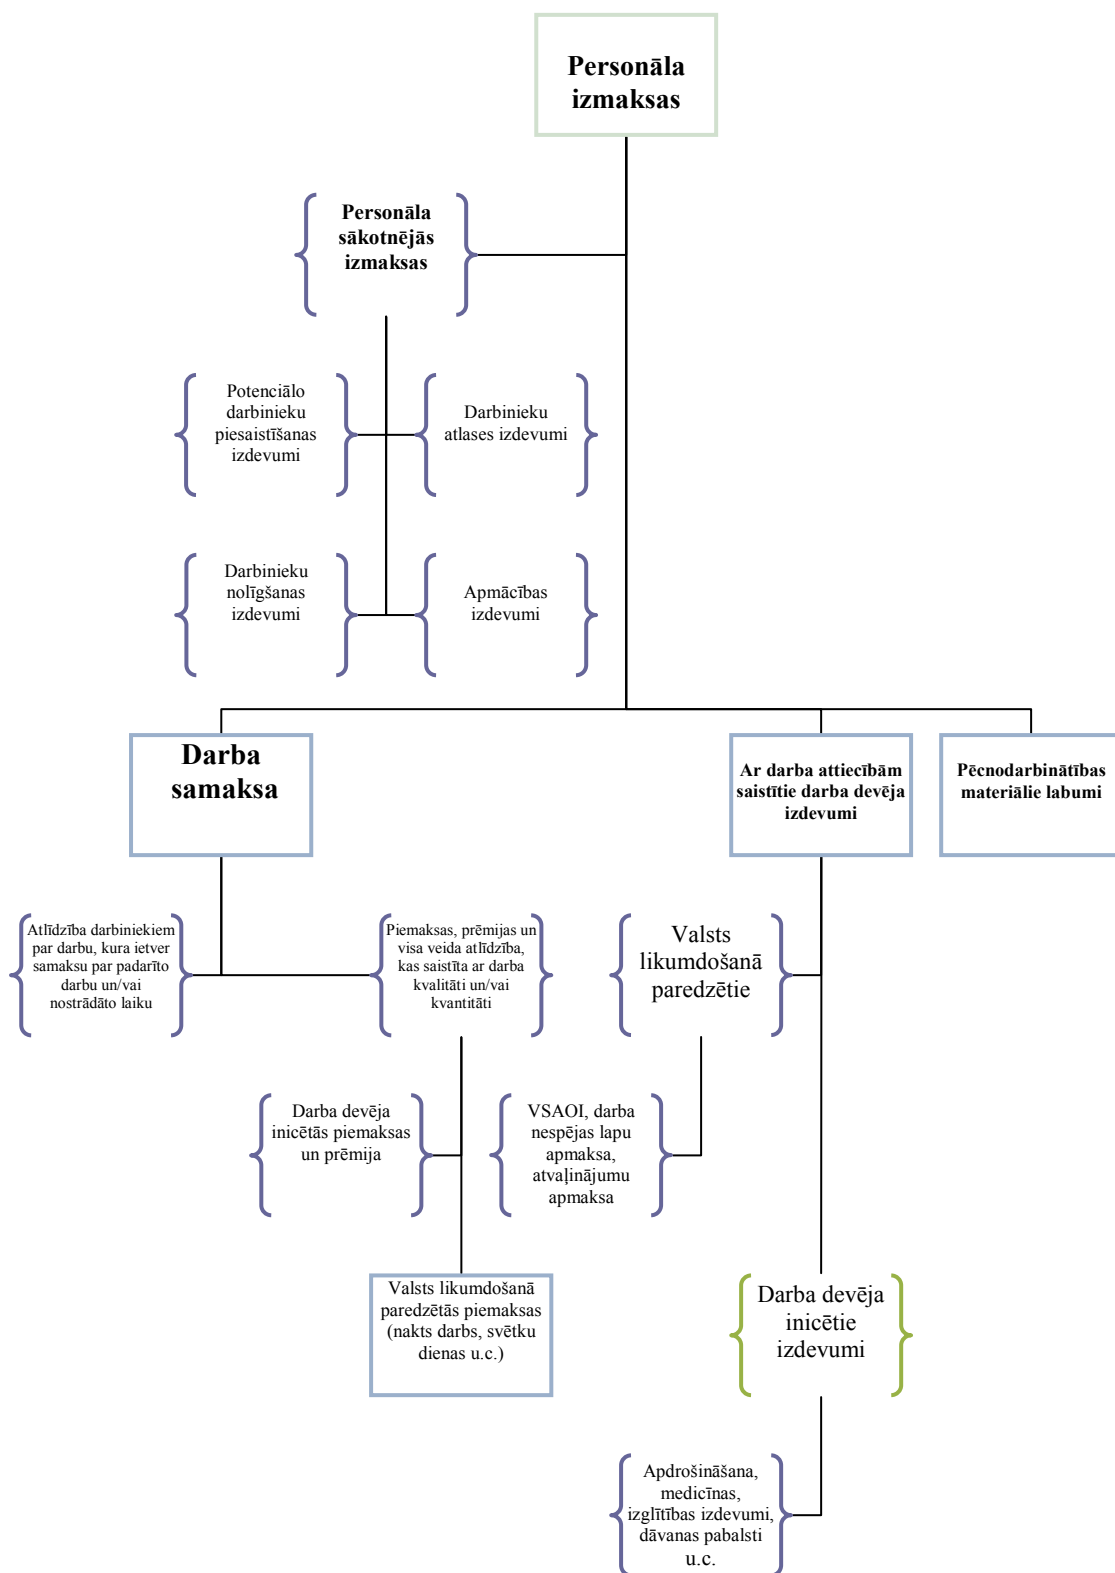 Personāla
izmaksas
Personāla
sākotnējās
izmaksas
Potenciālo
darbinieku
piesaistīšanas
izdevumi
Darbinieku
atlases izdevumi
Darbinieku
nolīgšanas
izdevumi
Apmācības
izdevumi
Darba
samaksa
Ar darba attiecībām
saistītie darba devēja
izdevumi
Pēcnodarbinātības
materiālie labumi
Atlīdzība darbiniekiem
par darbu, kura ietver
samaksu par padarīto
darbu un/vai
nostrādāto laiku
Piemaksas, prēmijas un
visa veida atlīdzība,
kas saistīta ar darba
kvalitāti un/vai
kvantitāti
Valsts
likumdošanā
paredzētie
Darba devēja
inicētās piemaksas
un prēmija
VSAOI, darba
nespējas lapu
apmaksa,
atvaļinājumu
apmaksa
Valsts likumdošanā
paredzētās piemaksas
(nakts darbs, svētku
dienas u.c.)
Darba devēja
inicētie
izdevumi
Apdrošināšana,
medicīnas,
izglītības izdevumi,
dāvanas pabalsti
u.c.